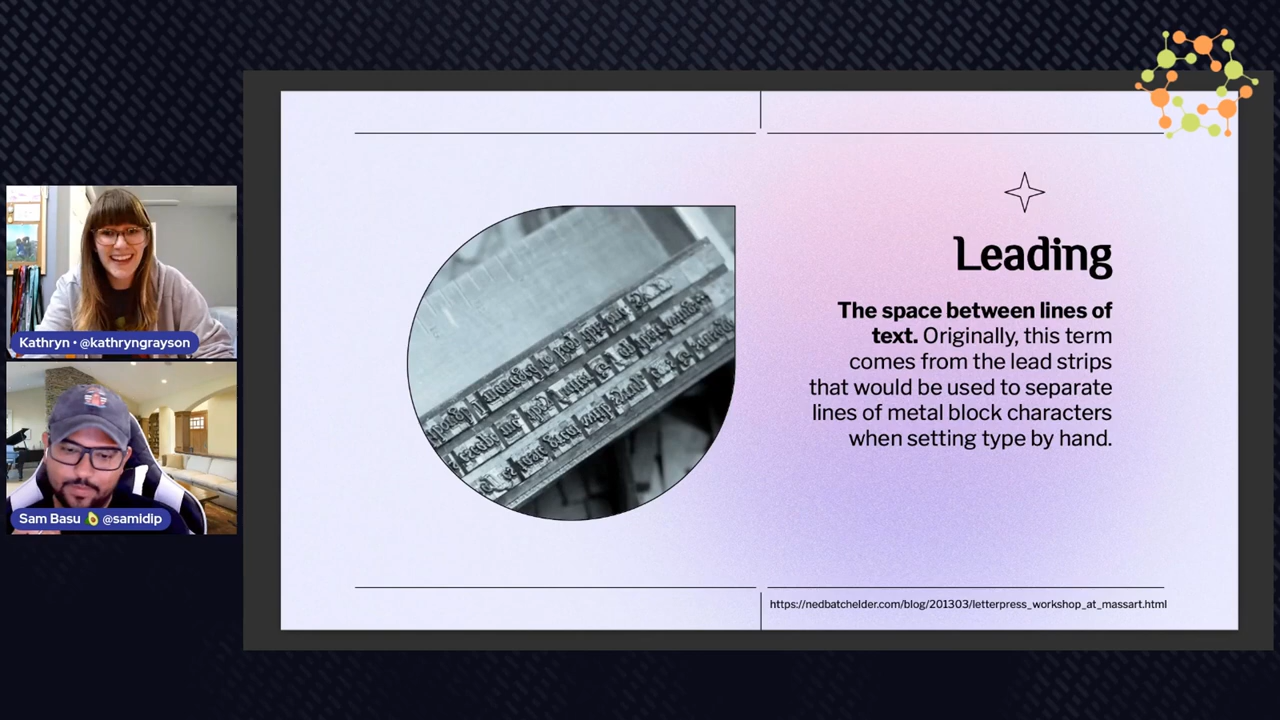 Leading
The space between lines of
text. Originally, this term
comes from the lead strips
that would be used to separate
lines of metal block characters
when setting type by hand.
https://nedbatchelder.com/blog/201303/letterpress_workshop_at_massart.html
Kathryn • @kathryngrayson
Sam Basu 🥑 @samidip